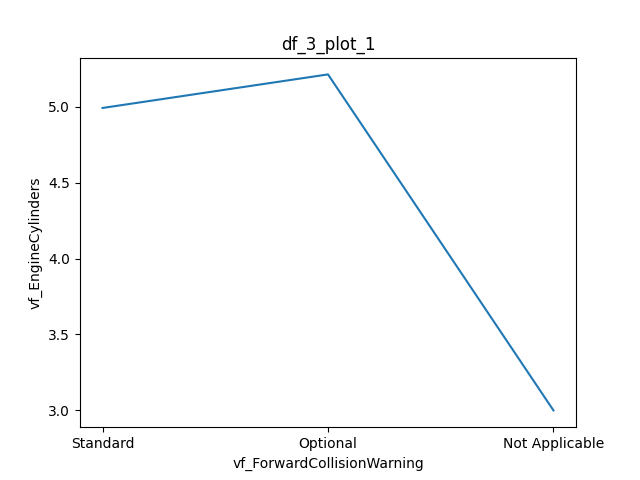 df_3_plot_1
vf_EngineCylinders
5.0
4.5
4.0
3.5
3.0
Standard
Optional
Not Applicable
vf_ForwardCollisionWarning